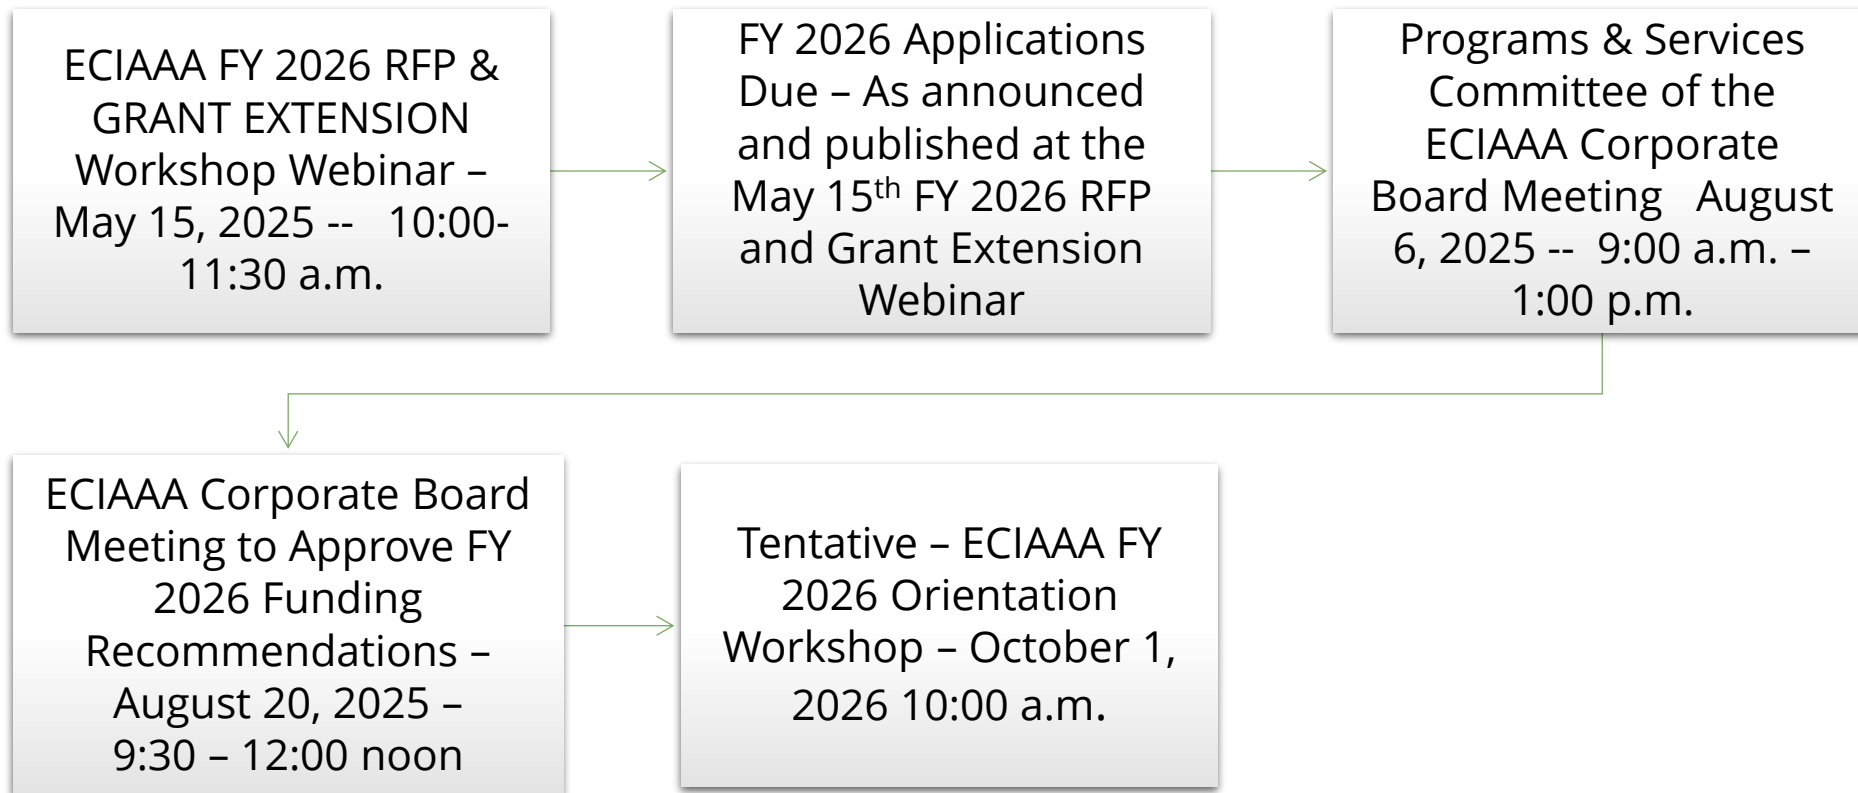 ECIAAA FY 2026 RFP &
GRANT EXTENSION
Workshop Webinar –
May 15, 2025 --   10:00-
11:30 a.m.
FY 2026 Applications
Due – As announced
and published at the
May 15th FY 2026 RFP
and Grant Extension
Webinar
Programs & Services
Committee of the
ECIAAA Corporate
Board Meeting   August
6, 2025 --  9:00 a.m. –
1:00 p.m.
ECIAAA Corporate Board
Meeting to Approve FY
2026 Funding
Recommendations –
August 20, 2025 –
9:30 – 12:00 noon
Tentative – ECIAAA FY
2026 Orientation
Workshop – October 1,
2026 10:00 a.m.